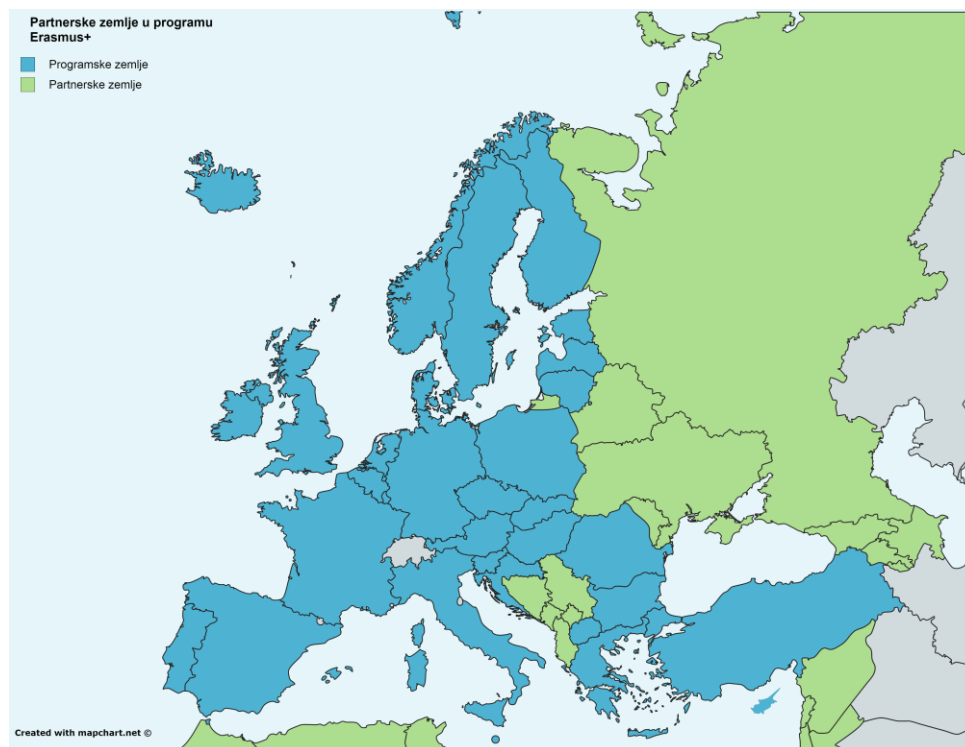 Partnerske zemlje u programu
Erasmus+
Programske zemlje
Partnerske zemlje
Created with mapchart.net ©